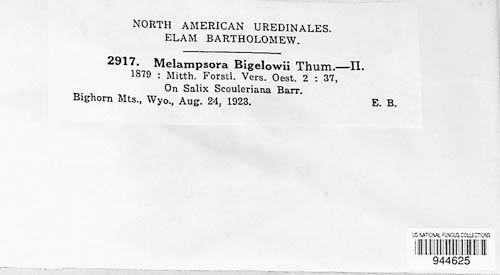 NORTH AMERICAN UREDINALES.
ELAM BARTHOLOMEW.
2917. Melampsora Bigelowii Thum.—II.
1879 : Mitth. Forstl. Vers. Oest. 2 : 37,
On Salix Scouleriana Barr.
Bighorn Mts., Wyo., Aug. 24, 1923. E. B.
US NATIONAL FUNGUS COLLECTIONS
944625